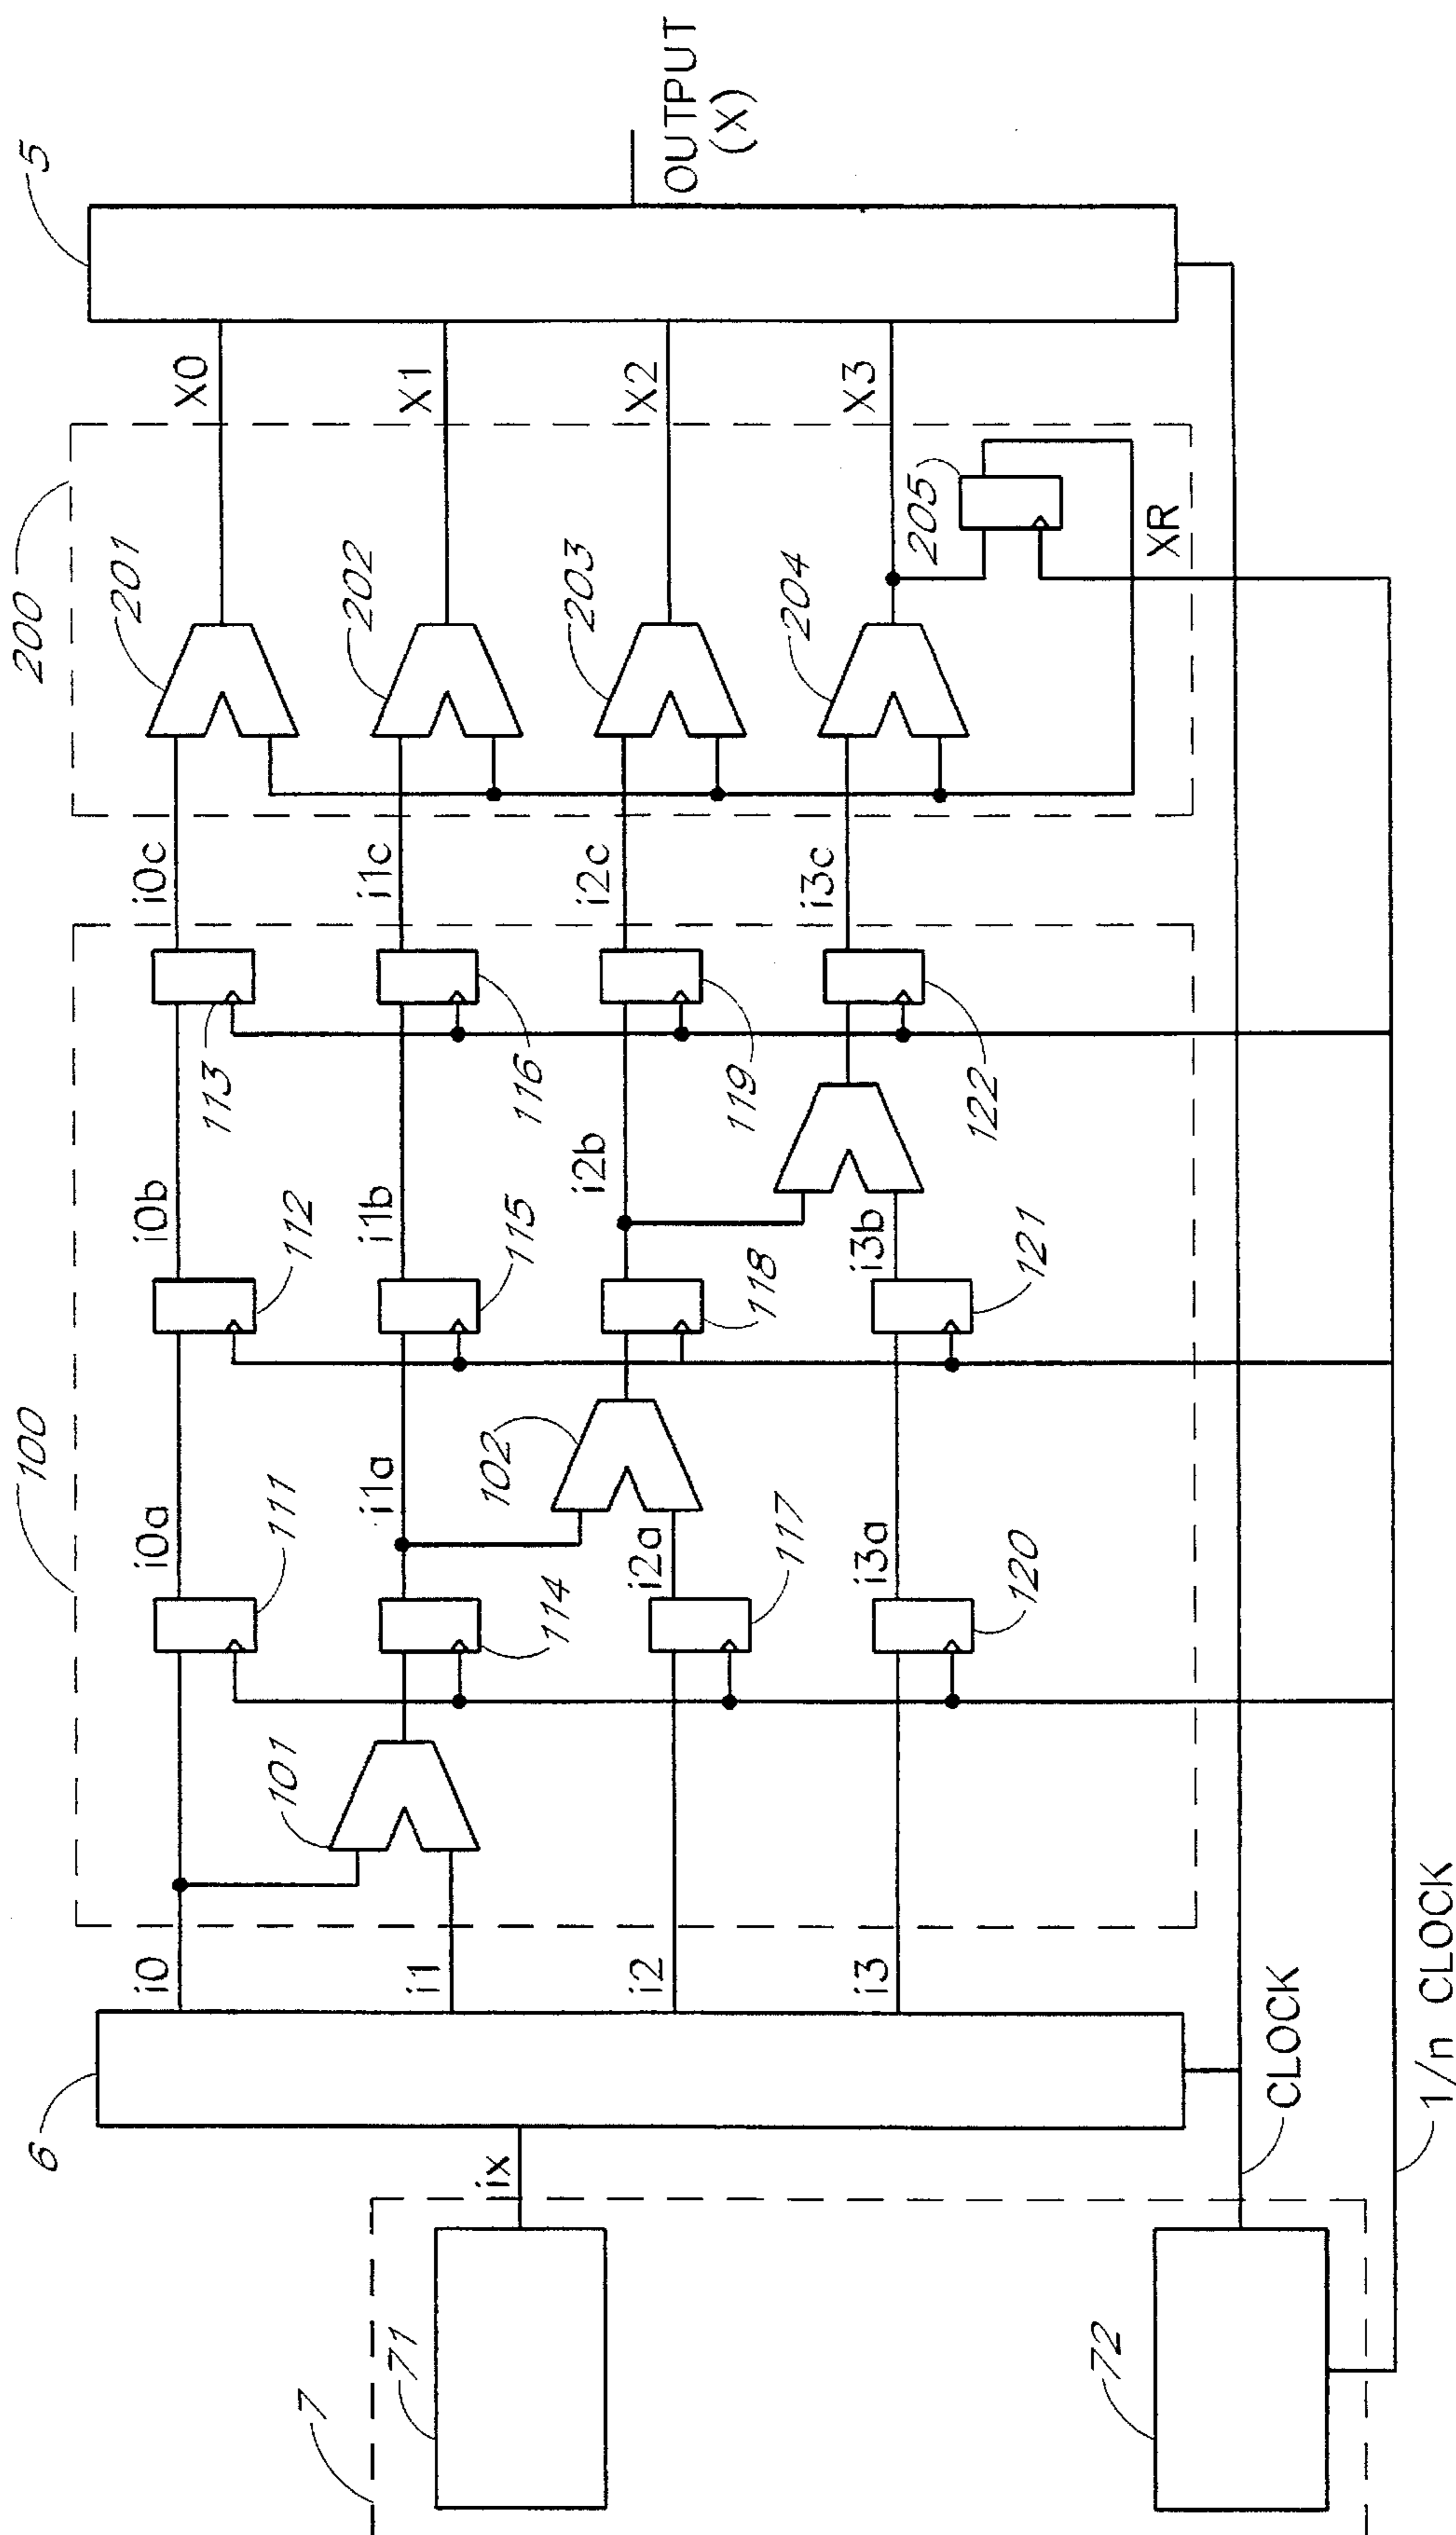 7
71
72
ix
6
CLOCK
1/n CLOCK
i0
i1
i2
i3
100
101
111
114
117
120
i0a
i1a
i2a
i3a
102
112
115
118
121
i0b
i1b
i2b
i3b
113
116
119
122
i0c
i1c
i2c
i3c
200
201
202
203
204
205
XR
X0
X1
X2
X3
5
OUTPUT
(X)